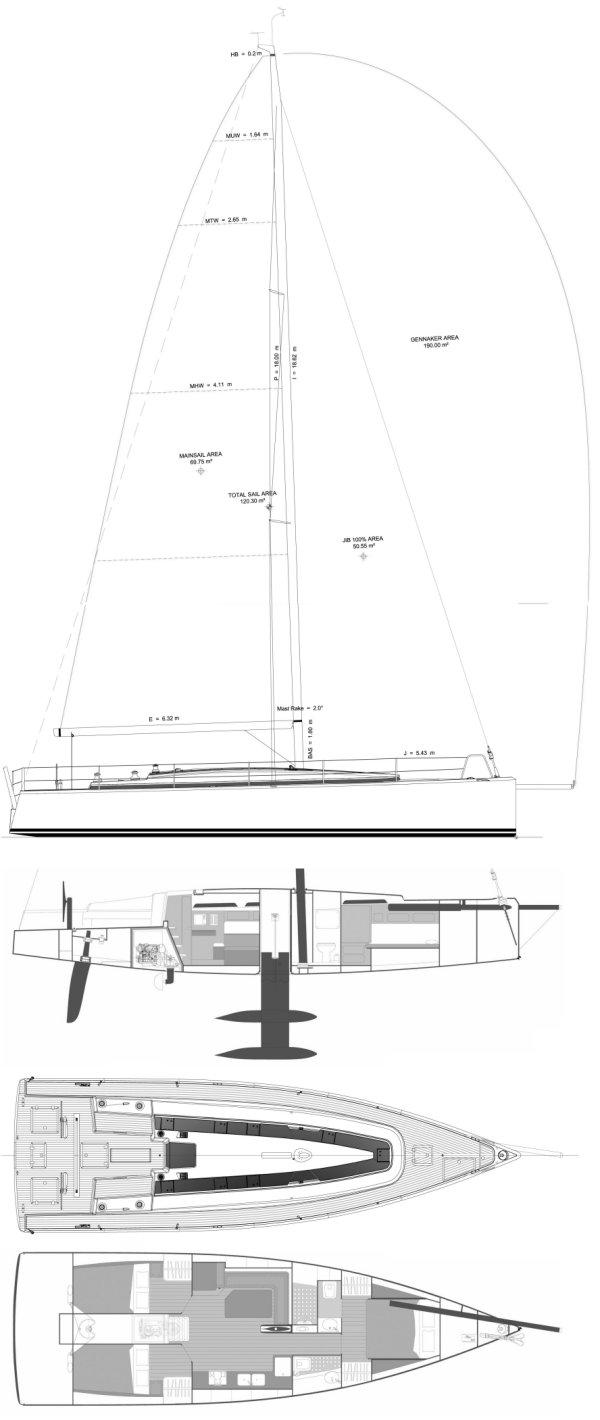 HB = 0.2 m
MUW = 1.64 m
MTW = 2.65 m
P = 18.00 m
I = 18.62 m
GENNAKER AREA
190.00 m²
MHW = 4.11 m
MAINSAIL AREA
69.75 m²
TOTAL SAIL AREA
120.30 m²
JIB 100% AREA
50.55 m²
Mast Rake = 2.0°
E = 6.32 m
BAS = 1.80 m
J = 5.43 m